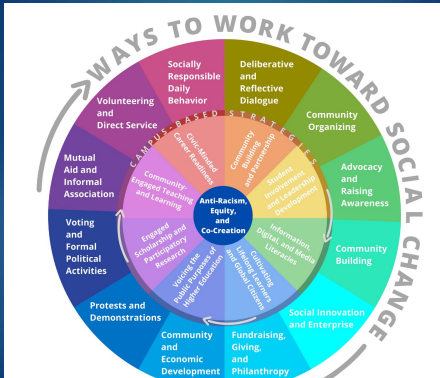 WAYS TO WORK TOWARD SOCIAL CHANGE
Deliberative
and
Reflective
Dialogue
Community
Organizing
Advocacy
and
Raising
Awareness
Community
Building
Social Innovation
and Enterprise
Fundraising,
Giving,
and
Philanthropy
Community
and
Economic
Development
Protests and
Demonstrations
Voting
and
Formal
Political
Activities
Mutual
Aid and
Informal
Association
Volunteering
and
Direct Service
Socially
Responsible
Daily
Behavior
CAMPUS-BASED STRATEGIES
Community
Building
and Partnership
Student
Involvement
and Leadership
Development
Information,
Digital, and Media
Literacies
Cultivating
Lifelong Learners
and Global Citizens
Voicing the
Public Purposes of
Higher Education
Engaged
Scholarship and
Participatory
Research
Community-
Engaged Teaching
and Learning
Civic-Minded
Career Readiness
Anti-Racism,
Equity,
and
Co-Creation